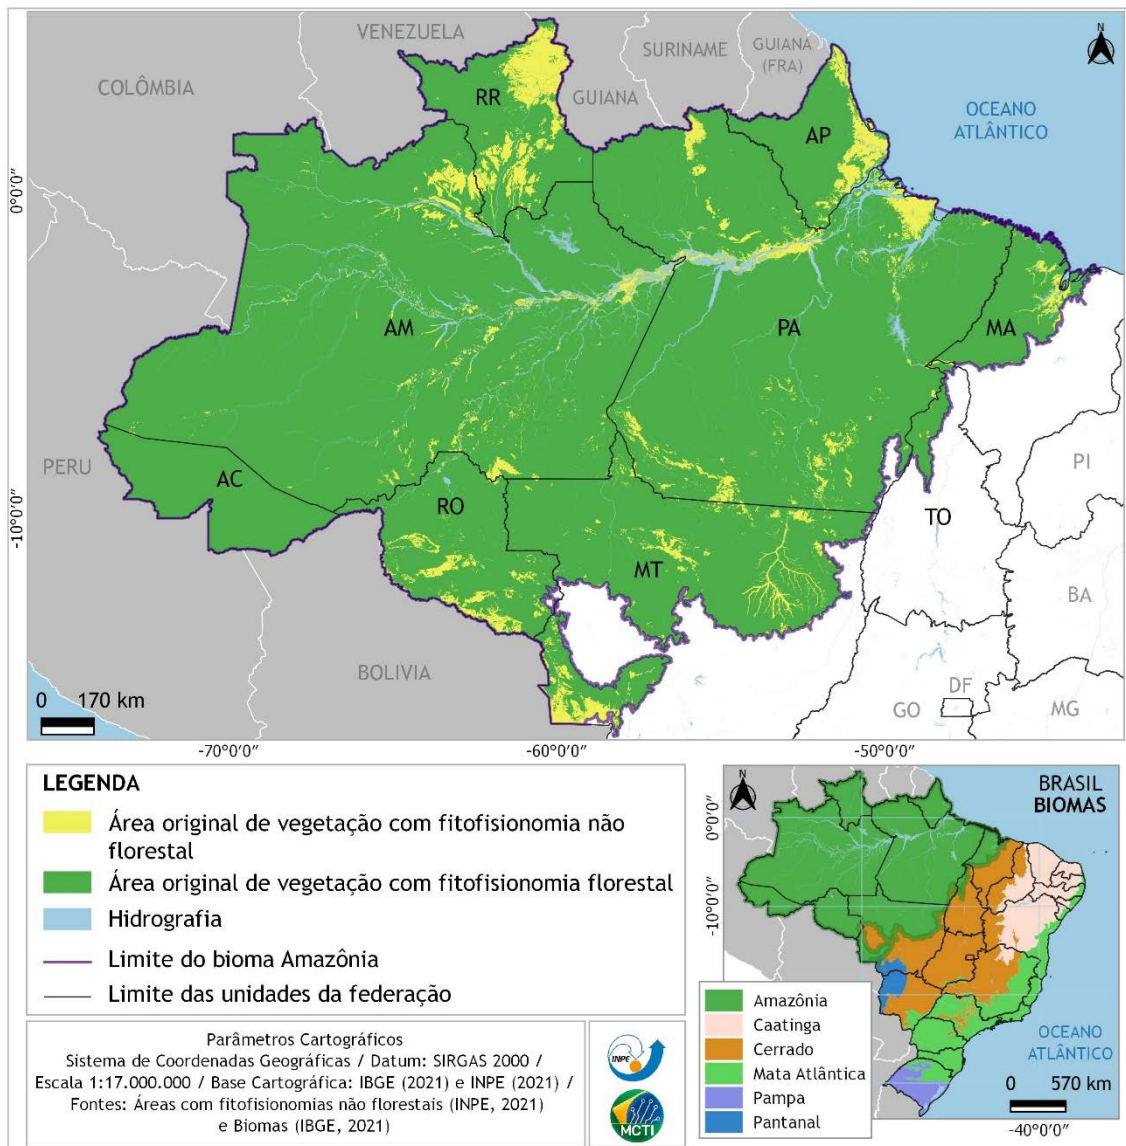 VENEZUELA
SURINAME
GUIANA
(FRA)
N
COLÔMBIA
GUIANA
RR
AP
OCEANO
ATLÂNTICO
0°0′0″
AM
PA
MA
PERU
AC
PI
-10°0′0″
RO
TO
MT
BA
BOLIVIA
0 170 km
DF
GO
MG
-70°0′0″
-60°0′0″
-50°0′0″
LEGENDA
Área original de vegetação com fitofisionomia não
florestal
Área original de vegetação com fitofisionomia florestal
Hidrografia
Limite do bioma Amazônia
Limite das unidades da federação
Parâmetros Cartográficos
Sistema de Coordenadas Geográficas / Datum: SIRGAS 2000 /
Escala 1:17.000.000 / Base Cartográfica: IBGE (2021) e INPE (2021) /
Fontes: Áreas com fitofisionomias não florestais (INPE, 2021)
e Biomas (IBGE, 2021)
INPE
MCTI
N
BRASIL
BIOMAS
0°0′0″
-10°0′0″
Amazônia
Caatinga
Cerrado
Mata Atlântica
Pampa
Pantanal
OCEANO
ATLÂNTICO
0 570 km
-40°0′0″